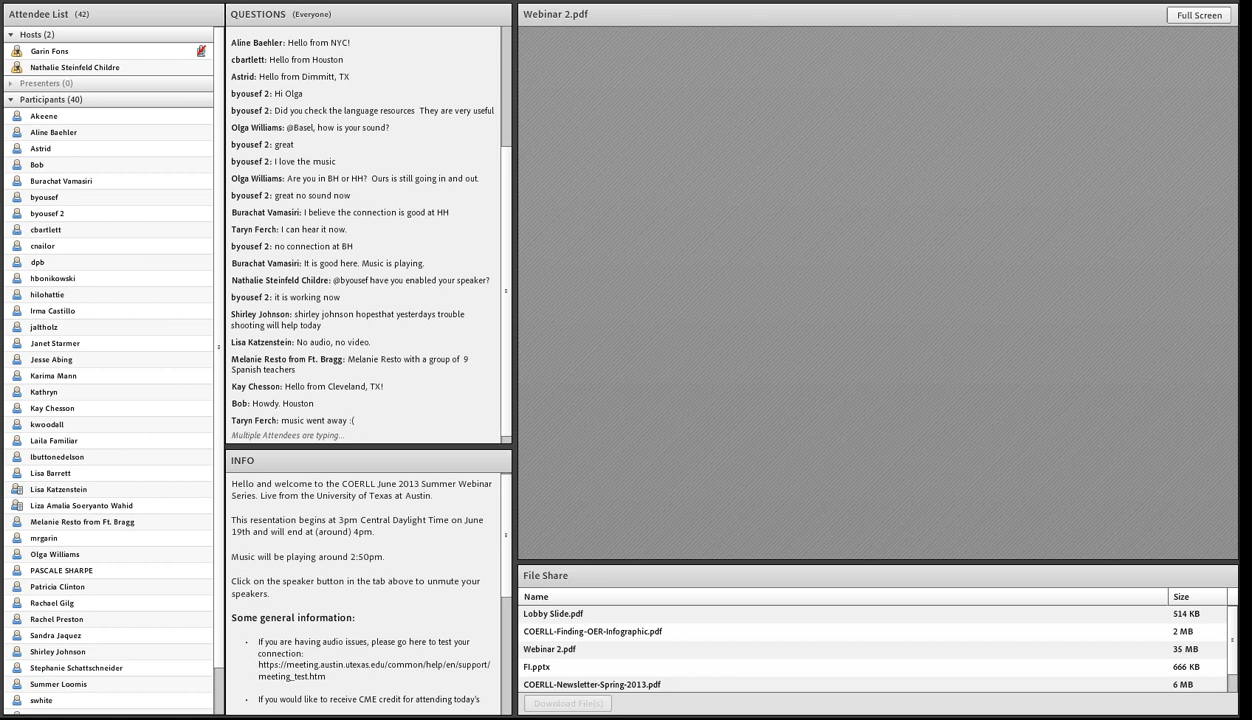 Attendee List (42)
Hosts (2)
Garin Fons
Nathalie Steinfeld Childre
Presenters (0)
Participants (40)
Akeene
Aline Baehler
Astrid
Bob
Burachat Vamasiri
byousef
byousef 2
cbartlett
cnailor
dpb
hbonikowski
hilohattie
Irma Castillo
jaltholz
Janet Starmer
Jesse Abing
Karima Mann
Kathryn
Kay Chesson
kwoodall
Laila Familiar
lbuttonedelson
Lisa Barrett
Lisa Katzenstein
Liza Amalia Soeryanto Wahid
Melanie Resto from Ft. Bragg
mrgarin
Olga Williams
PASCALE SHARPE
Patricia Clinton
Rachael Gilg
Rachel Preston
Sandra Jaquez
Shirley Johnson
Stephanie Schattschneider
Summer Loomis
swhite
QUESTIONS (Everyone)
Aline Baehler: Hello from NYC!
cbartlett: Hello from Houston
Astrid: Hello from Dimmitt, TX
byousef 2: Hi Olga
byousef 2: Did you check the language resources They are very useful
Olga Williams: @Basel, how is your sound?
byousef 2: great
byousef 2: I love the music
Olga Williams: Are you in BH or HH? Ours is still going in and out.
byousef 2: great no sound now
Burachat Vamasiri: I believe the connection is good at HH
Taryn Ferch: I can hear it now.
byousef 2: no connection at BH
Burachat Vamasiri: It is good here. Music is playing.
Nathalie Steinfeld Childre: @byousef have you enabled your speaker?
byousef 2: it is working now
Shirley Johnson: shirley johnson hopesthat yesterdays trouble
shooting will help today
Lisa Katzenstein: No audio, no video.
Melanie Resto from Ft. Bragg: Melanie Resto with a group of 9
Spanish teachers
Kay Chesson: Hello from Cleveland, TX!
Bob: Howdy. Houston
Taryn Ferch: music went away :(
Multiple Attendees are typing...
INFO
Hello and welcome to the COERLL June 2013 Summer Webinar
Series. Live from the University of Texas at Austin.
This resentation begins at 3pm Central Daylight Time on June
19th and will end at (around) 4pm.
Music will be playing around 2:50pm.
Click on the speaker button in the tab above to unmute your
speakers.
Some general information:
• If you are having audio issues, please go here to test your
connection:
https://meeting.austin.utexas.edu/common/help/en/support/
meeting_test.htm
• If you would like to receive CME credit for attending today's
Webinar 2.pdf
Full Screen
File Share
Name Size
Lobby Slide.pdf 514 KB
COERLL-Finding-OER-Infographic.pdf 2 MB
Webinar 2.pdf 35 MB
FI.pptx 666 KB
COERLL-Newsletter-Spring-2013.pdf 6 MB
Download File(s)